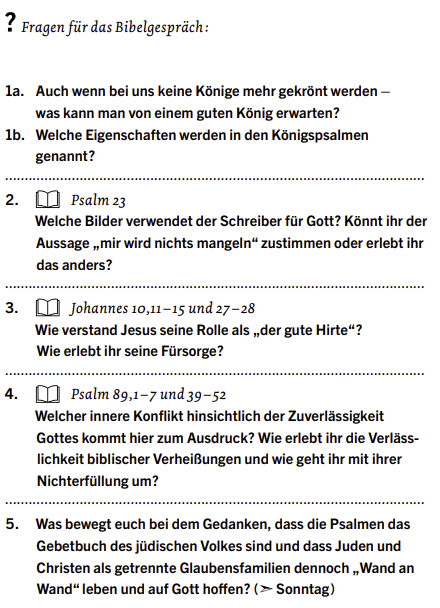 ? Fragen für das Bibelgespräch:
1a. Auch wenn bei uns keine Könige mehr gekrönt werden –
was kann man von einem guten König erwarten?
1b. Welche Eigenschaften werden in den Königspsalmen
genannt?
2. Psalm 23
Welche Bilder verwendet der Schreiber für Gott? Könnt ihr der
Aussage „mir wird nichts mangeln“ zustimmen oder erlebt ihr
das anders?
3. Johannes 10,11–15 und 27–28
Wie verstand Jesus seine Rolle als „der gute Hirte“?
Wie erlebt ihr seine Fürsorge?
4. Psalm 89,1–7 und 39–52
Welcher innere Konflikt hinsichtlich der Zuverlässigkeit
Gottes kommt hier zum Ausdruck? Wie erlebt ihr die Verläss-
lichkeit biblischer Verheißungen und wie geht ihr mit ihrer
Nichterfüllung um?
5. Was bewegt euch bei dem Gedanken, dass die Psalmen das
Gebetbuch des jüdischen Volkes sind und dass Juden und
Christen als getrennte Glaubensfamilien dennoch „Wand an
Wand“ leben und auf Gott hoffen? (➣ Sonntag)